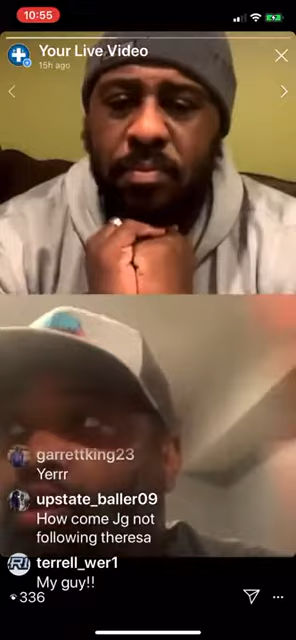 10:55
Your Live Video
15h ago
garrettking23
Yerrr
upstate_baller09
How come Jg not
following theresa
terrell_wer1
My guy!!
336